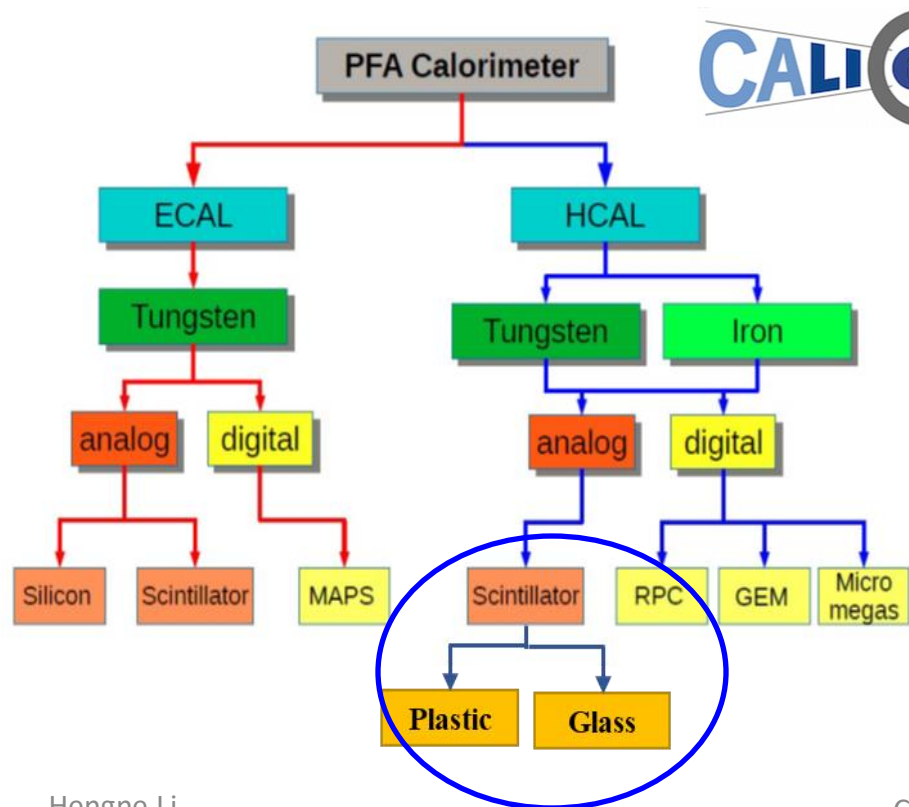 PFA Calorimeter
CALI
ECAL
HCAL
Tungsten
Tungsten
Iron
analog
digital
analog
digital
Silicon
Scintillator
MAPS
Scintillator
RPC
GEM
Micro
megas
Plastic
Glass